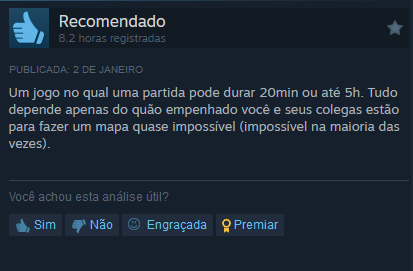 Recomendado
8.2 horas registradas
PUBLICADA: 2 DE JANEIRO
Um jogo no qual uma partida pode durar 20min ou até 5h. Tudo
depende apenas do quão empenhado você e seus colegas estão
para fazer um mapa quase impossível (impossível na maioria das
vezes).
Você achou esta análise útil?
Sim Não Engraçada Premiar